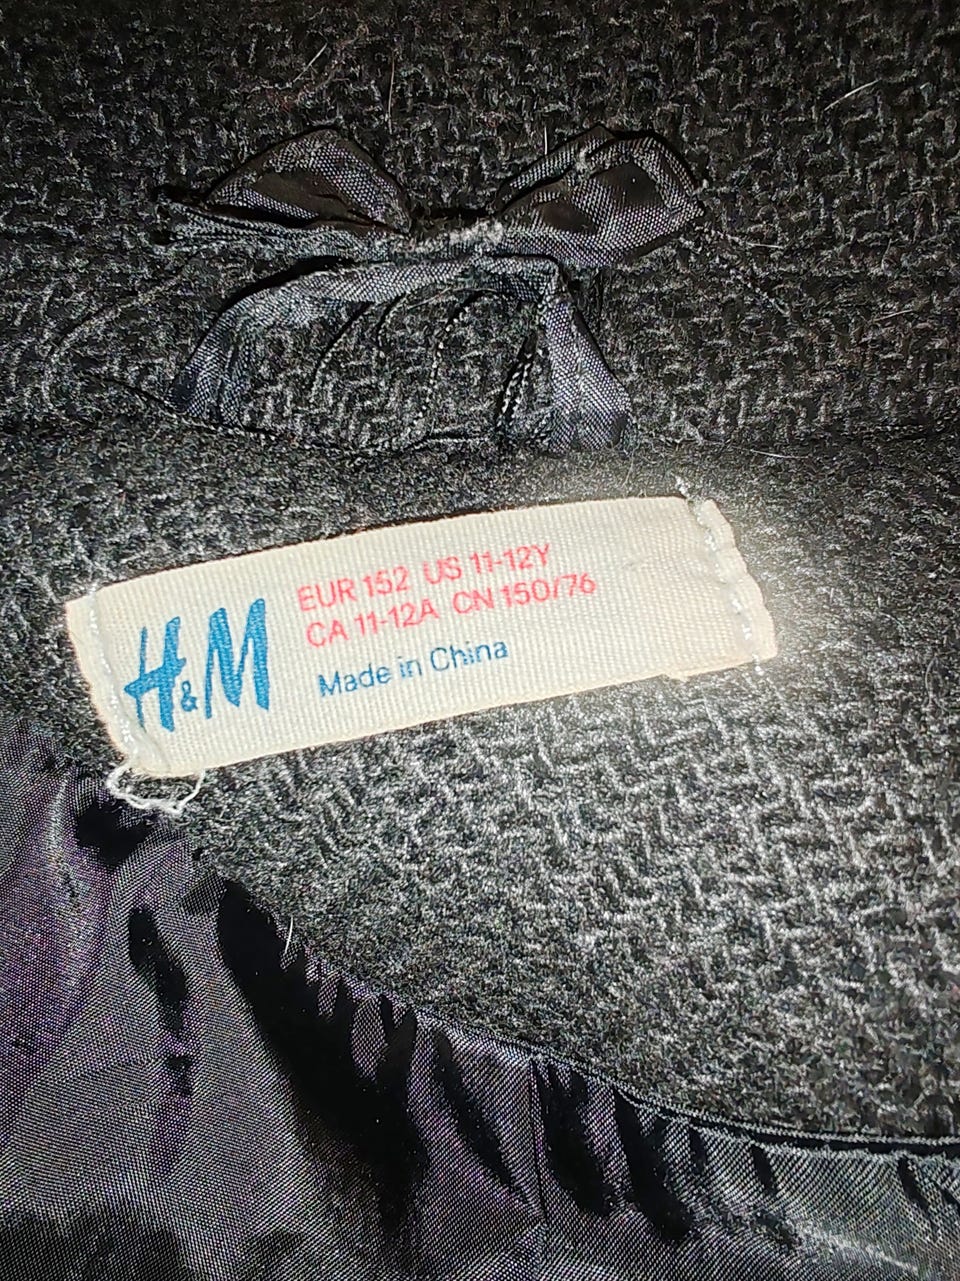 H&M
EUR 152 US 11-12Y
CA 11-12A CN 150/76
Made in China